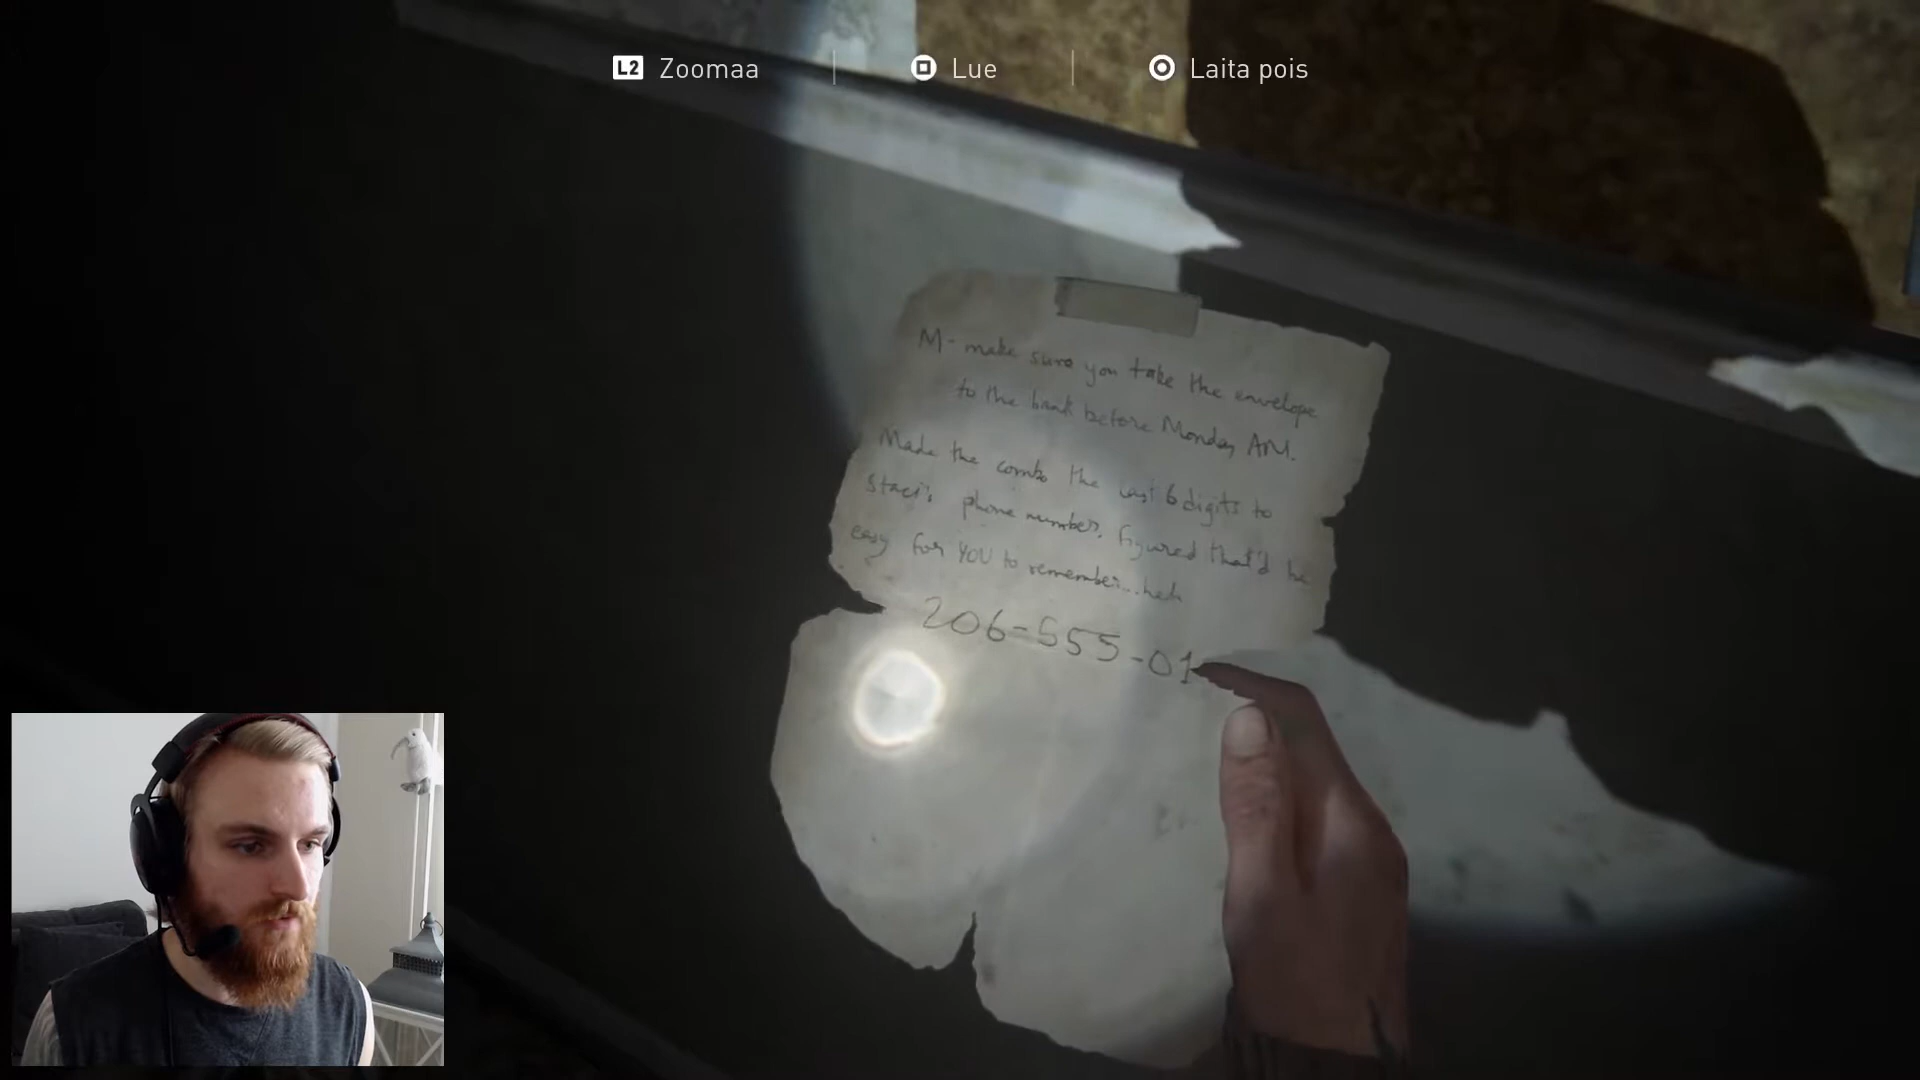 L2 Zoomaa
Lue
Laita pois
M- make sure you take the envelope
to the bank before Monday AM.
Made the combo the last 6 digits to
Staci's phone number. Figured that'd be
easy for YOU to remember...heh
206-555-01